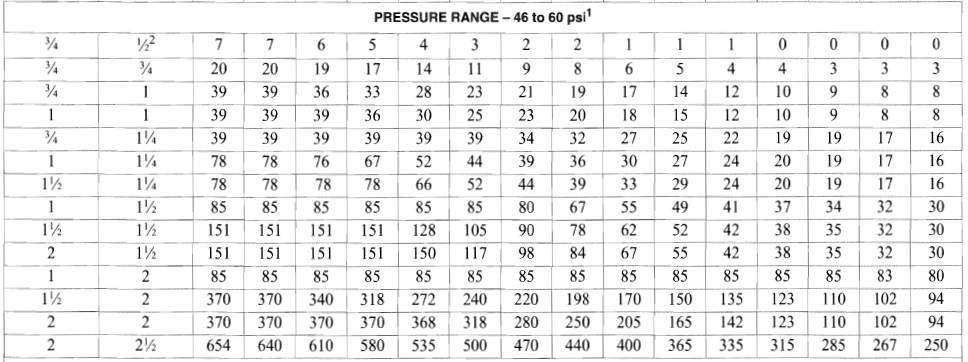 PRESSURE RANGE – 46 to 60 psi¹
¾ ½² 7 7 6 5 4 3 2 2 1 1 1 0 0 0 0
¾ ¾ 20 20 19 17 14 11 9 8 6 5 4 4 3 3 3
¾ 1 39 39 36 33 28 23 21 19 17 14 12 10 9 8 8
1 1 39 39 39 36 30 25 23 20 18 15 12 10 9 8 8
¾ 1¼ 39 39 39 39 39 39 34 32 27 25 22 19 19 17 16
1 1¼ 78 78 76 67 52 44 39 36 30 27 24 20 19 17 16
1½ 1¼ 78 78 78 78 66 52 44 39 33 29 24 20 19 17 16
1 1½ 85 85 85 85 85 85 80 67 55 49 41 37 34 32 30
1½ 1½ 151 151 151 151 128 105 90 78 62 52 42 38 35 32 30
2 1½ 151 151 151 151 150 117 98 84 67 55 42 38 35 32 30
1 2 85 85 85 85 85 85 85 85 85 85 85 85 85 83 80
1½ 2 370 370 340 318 272 240 220 198 170 150 135 123 110 102 94
2 2 370 370 370 370 368 318 280 250 205 165 142 123 110 102 94
2 2½ 654 640 610 580 535 500 470 440 400 365 335 315 285 267 250